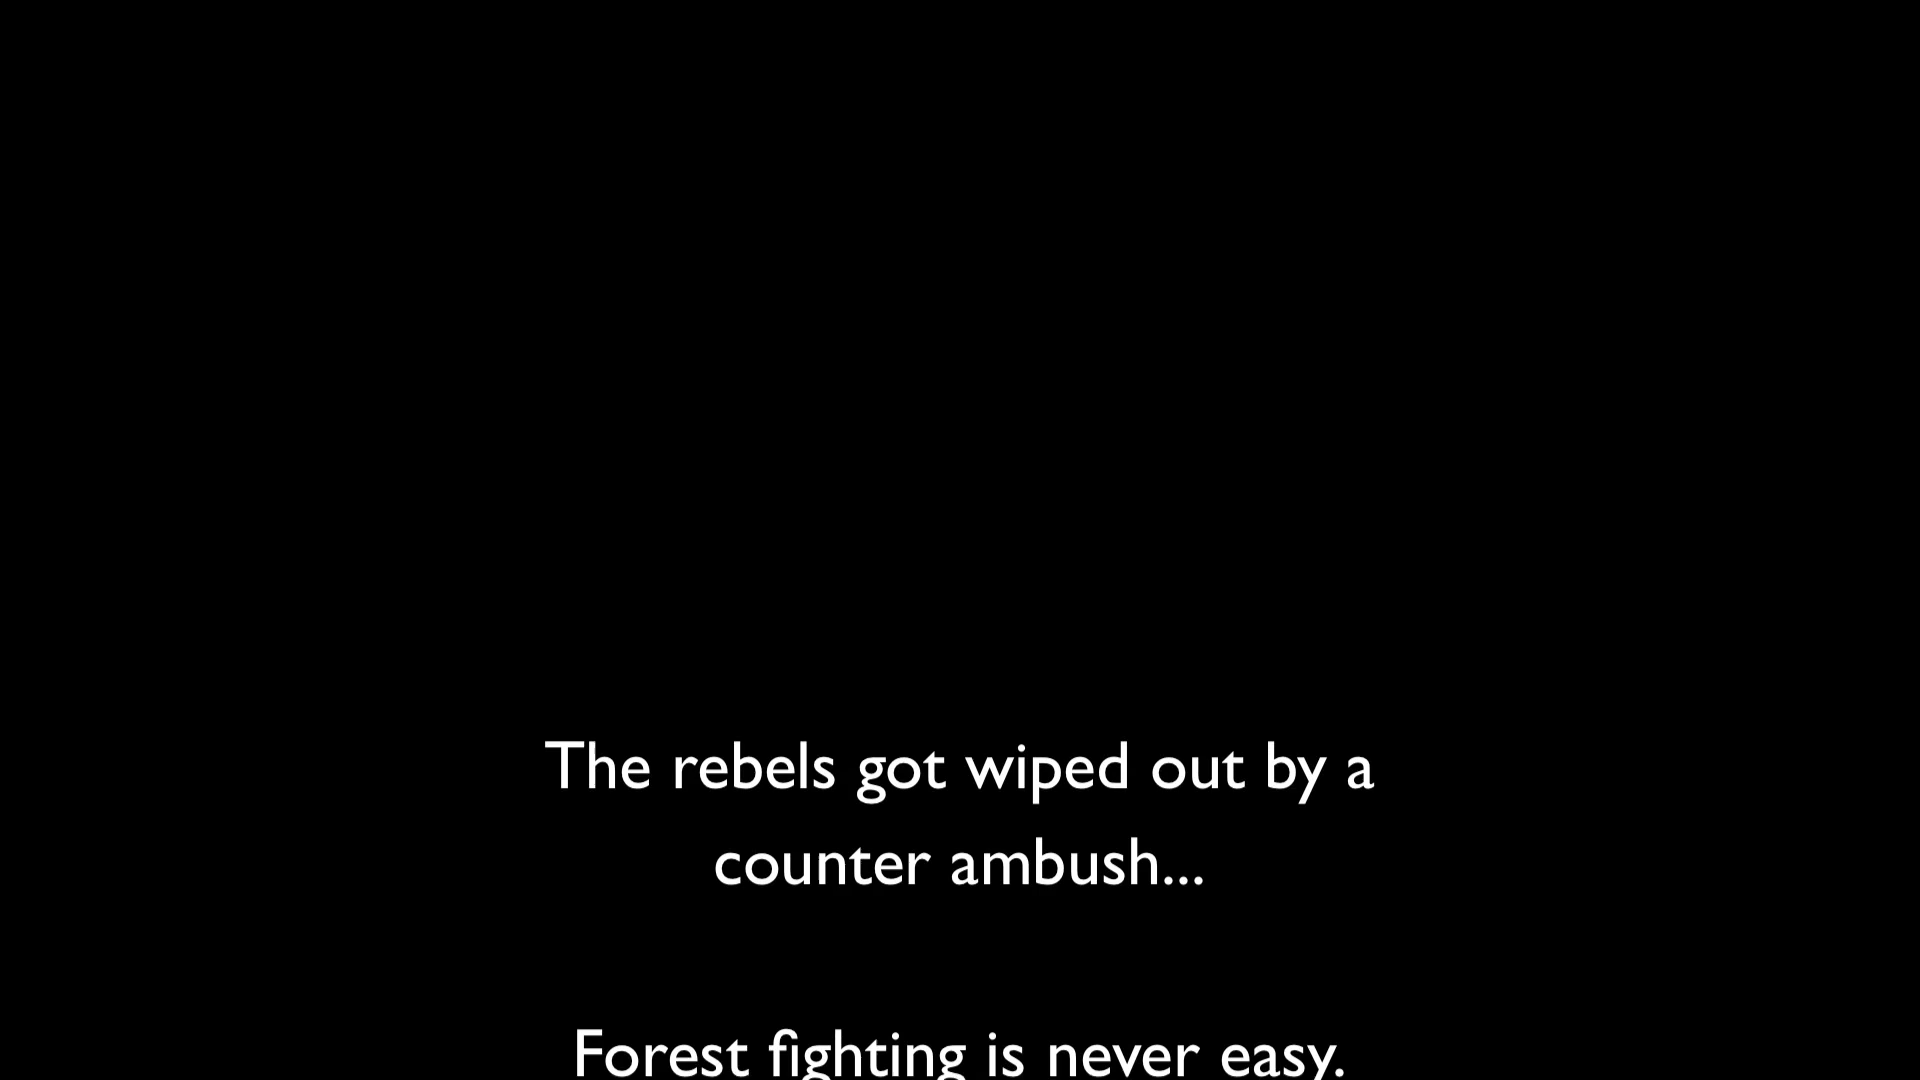 The rebels got wiped out by a
counter ambush...
Forest fighting is never easy.